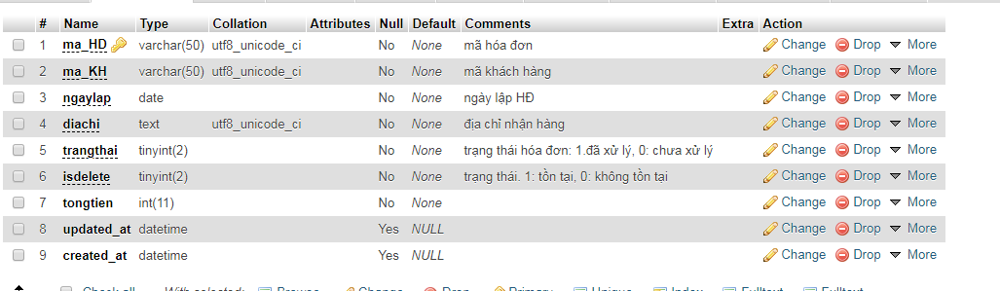 # Name Type Collation Attributes Null Default Comments Extra Action
1 ma_HD varchar(50) utf8_unicode_ci No None mã hóa đơn Change Drop More
2 ma_KH varchar(50) utf8_unicode_ci No None mã khách hàng Change Drop More
3 ngaylap date No None ngày lập HĐ Change Drop More
4 diachi text utf8_unicode_ci No None địa chỉ nhận hàng Change Drop More
5 trangthai tinyint(2) No None trạng thái hóa đơn: 1.đã xử lý, 0: chưa xử lý Change Drop More
6 isdelete tinyint(2) No None trạng thái. 1: tồn tại, 0: không tồn tại Change Drop More
7 tongtien int(11) No None Change Drop More
8 updated_at datetime Yes NULL Change Drop More
9 created_at datetime Yes NULL Change Drop More
Check all With selected: Browse Change Drop Primary Unique Index Fulltext Fulltext